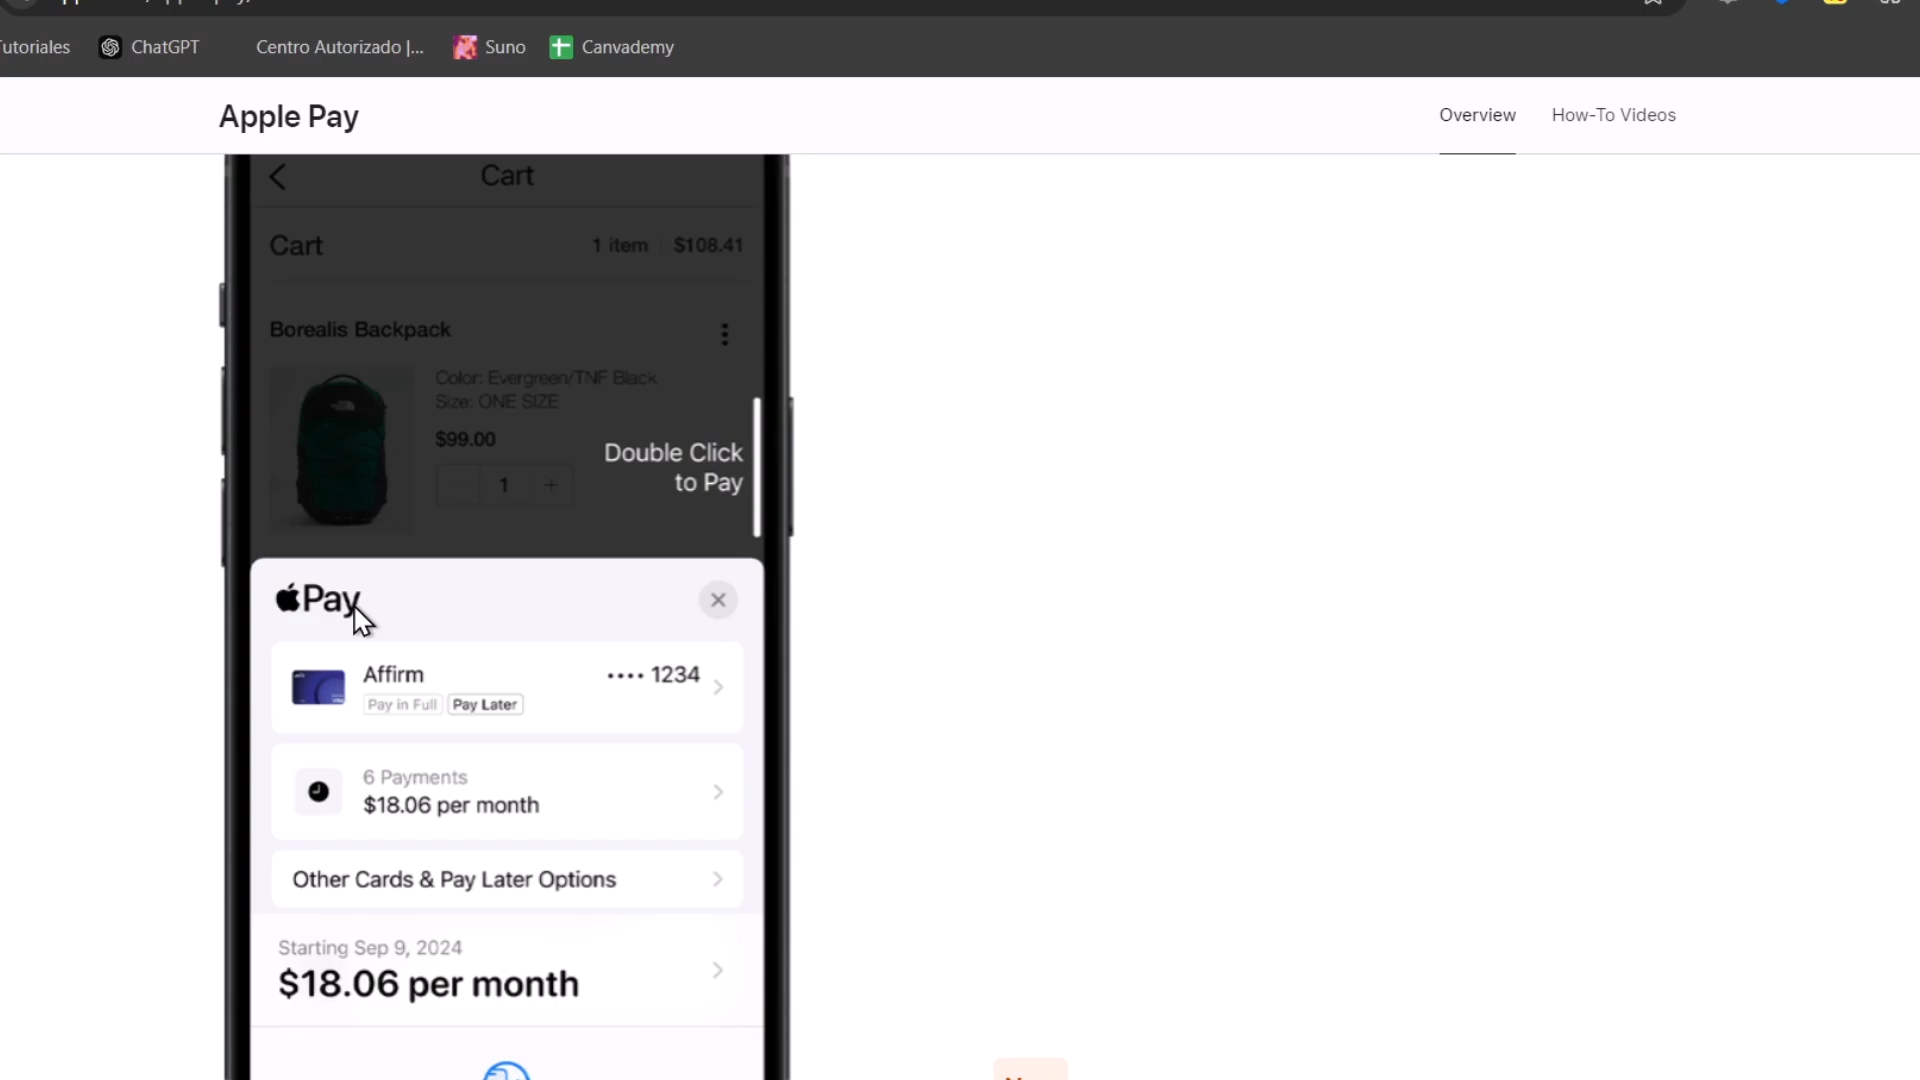 Tutoriales ChatGPT Centro Autorizado |... Suno Canvademy
Apple Pay Overview How-To Videos
Cart
Cart 1 item $108.41
Borealis Backpack
Color: Evergreen/TNF Black
Size: ONE SIZE
$99.00
1 +
Double Click
to Pay
Pay
Affirm •••• 1234
Pay in Full Pay Later
6 Payments
$18.06 per month
Other Cards & Pay Later Options
Starting Sep 9, 2024
$18.06 per month